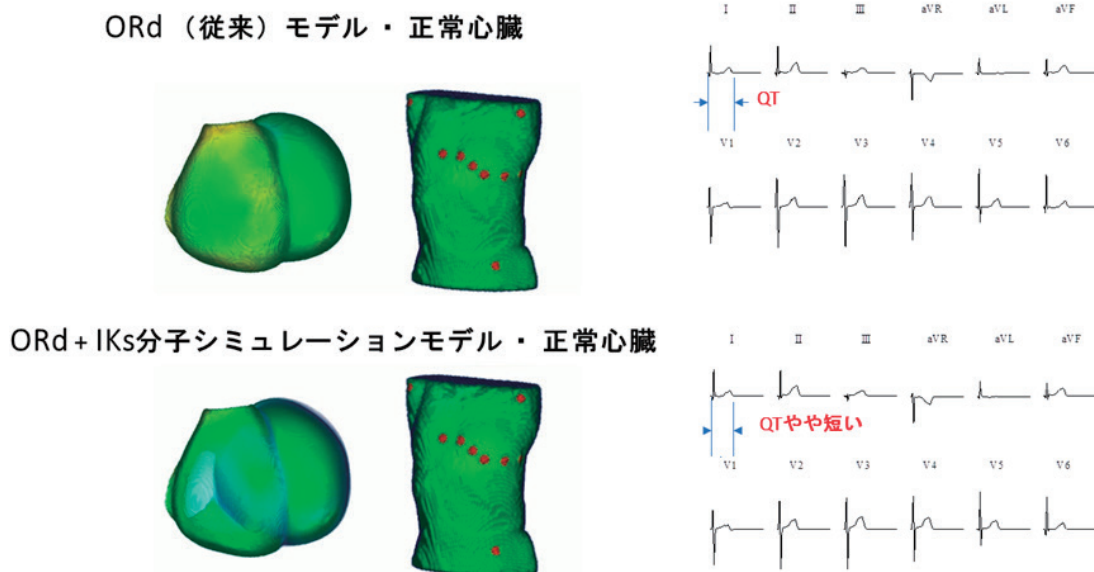 ORd （従来）モデル ・ 正常心臓
I II III aVR aVL aVF
QT
V1 V2 V3 V4 V5 V6
ORd + IKs分子シミュレーションモデル ・ 正常心臓
I II III aVR aVL aVF
QTやや短い
V1 V2 V3 V4 V5 V6